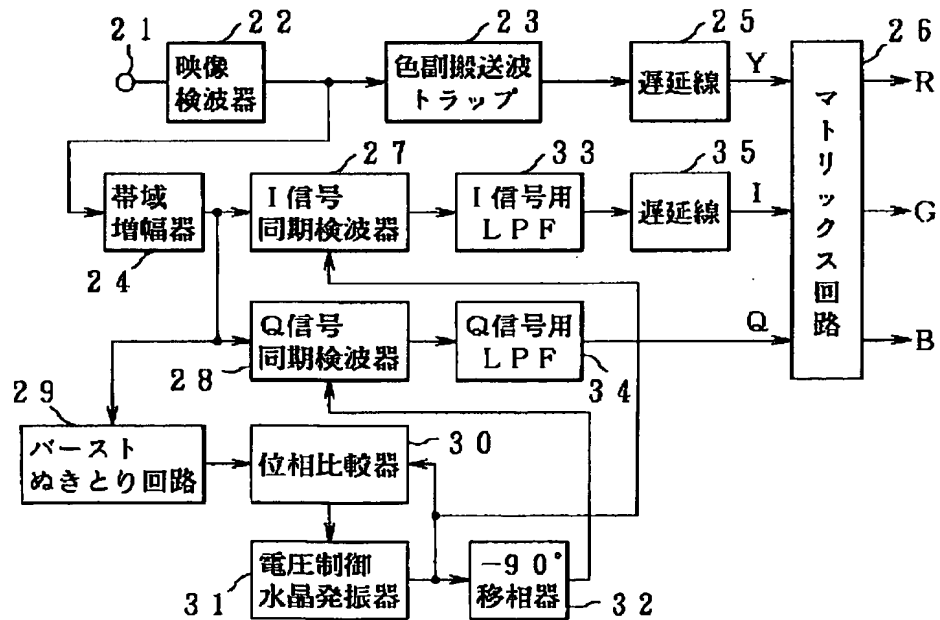 21
22
映像
検波器
23
色副搬送波
トラップ
25
遅延線
Y
26
マトリックス回路
R
G
B
帯域
増幅器
24
27
I信号
同期検波器
33
I信号用
LPF
35
遅延線
I
Q信号
同期検波器
28
Q信号用
LPF
34
Q
29
バースト
ぬきとり回路
30
位相比較器
電圧制御
水晶発振器
31
-90°
移相器
32